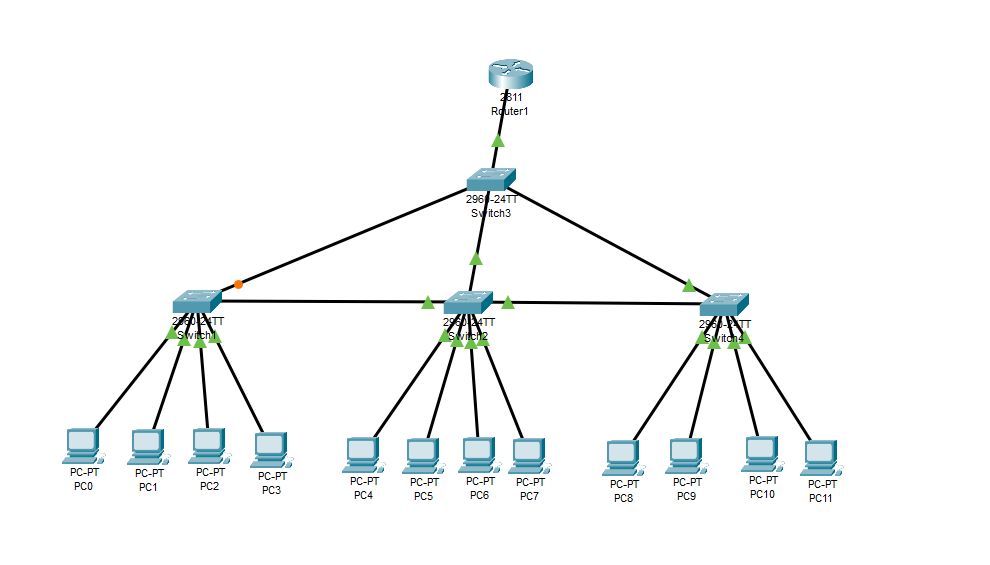 2811
Router1
2960-24TT
Switch3
2960-24TT
Switch1
2960-24TT
Switch2
2960-24TT
Switch4
PC-PT
PC0
PC-PT
PC1
PC-PT
PC2
PC-PT
PC3
PC-PT
PC4
PC-PT
PC5
PC-PT
PC6
PC-PT
PC7
PC-PT
PC8
PC-PT
PC9
PC-PT
PC10
PC-PT
PC11